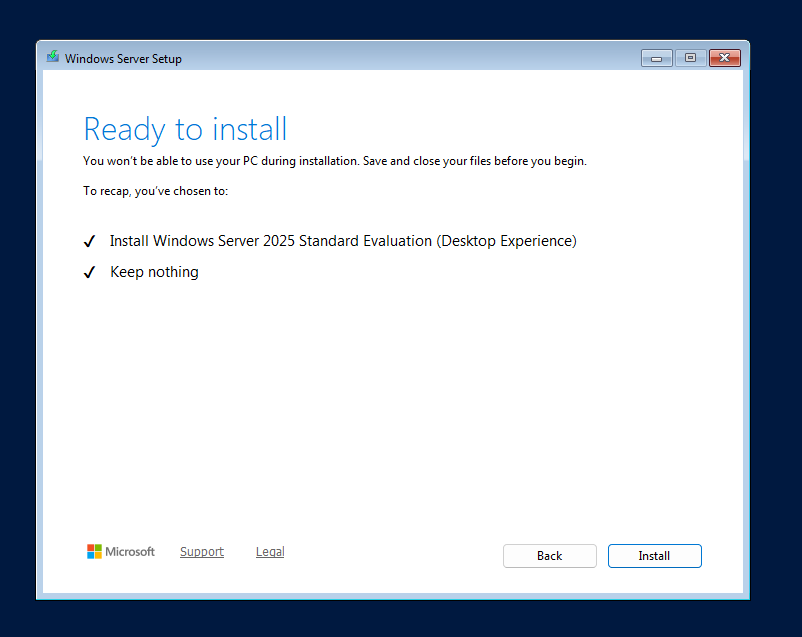 Windows Server Setup
Ready to install
You won't be able to use your PC during installation. Save and close your files before you begin.
To recap, you've chosen to:
Install Windows Server 2025 Standard Evaluation (Desktop Experience)
Keep nothing
Microsoft Support Legal Back Install